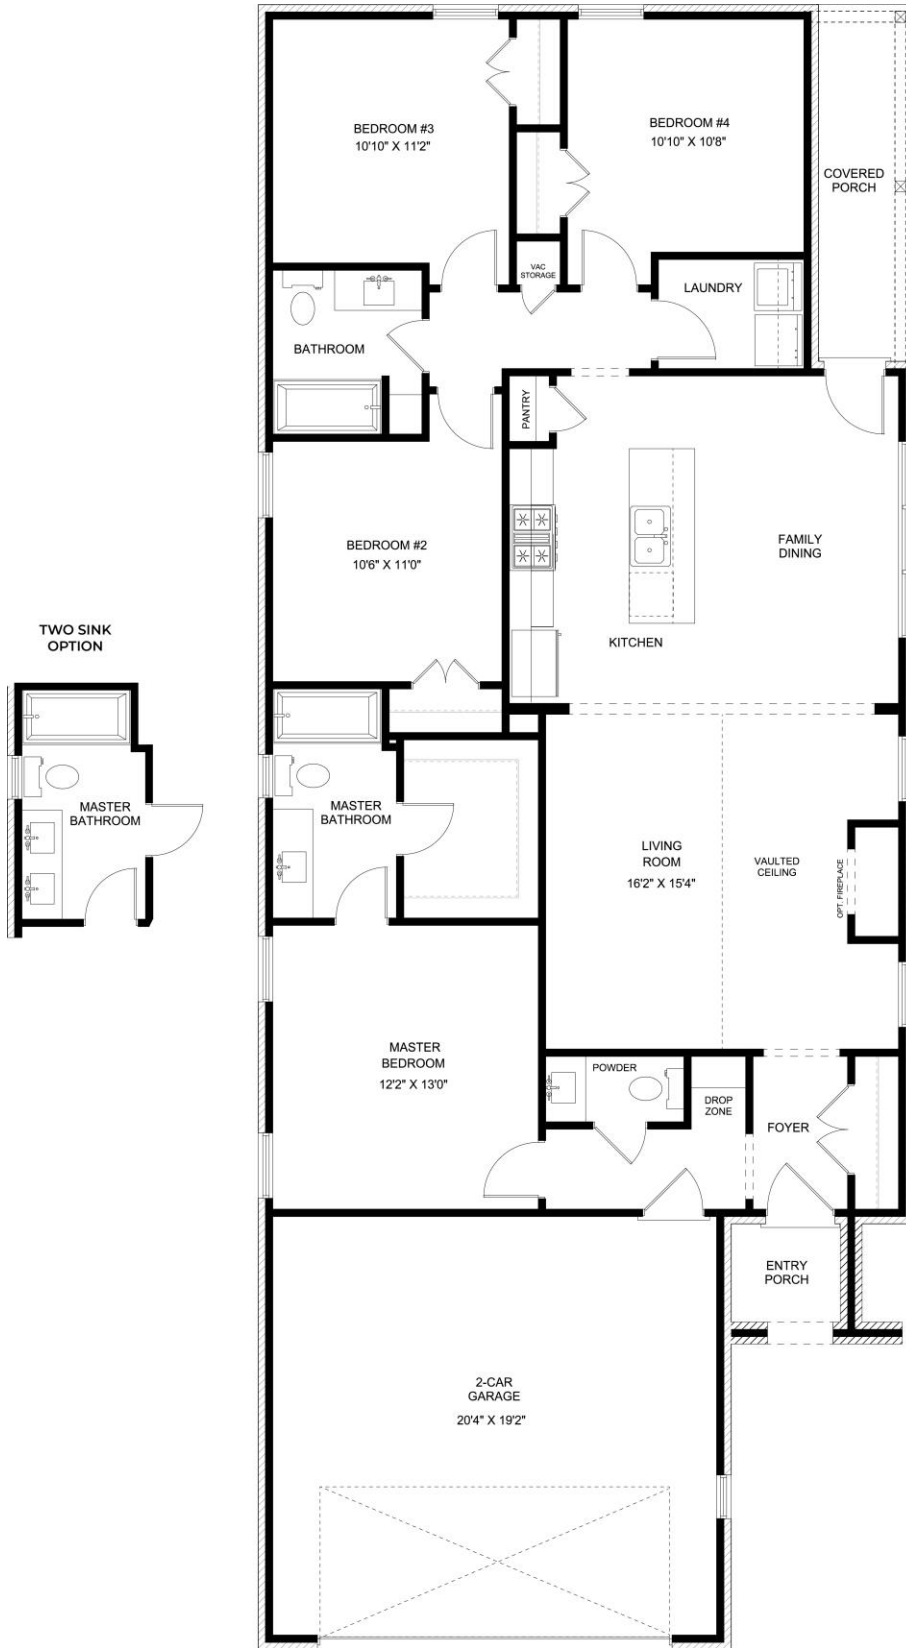 BEDROOM #3
10'10" X 11'2"
BEDROOM #4
10'10" X 10'8"
COVERED
PORCH
VAC
STORAGE
LAUNDRY
BATHROOM
PANTRY
BEDROOM #2
10'6" X 11'0"
FAMILY
DINING
KITCHEN
TWO SINK
OPTION
MASTER
BATHROOM
MASTER
BATHROOM
LIVING
ROOM
16'2" X 15'4"
VAULTED
CEILING
OPT. FIREPLACE
MASTER
BEDROOM
12'2" X 13'0"
POWDER
DROP
ZONE
FOYER
ENTRY
PORCH
2-CAR
GARAGE
20'4" X 19'2"